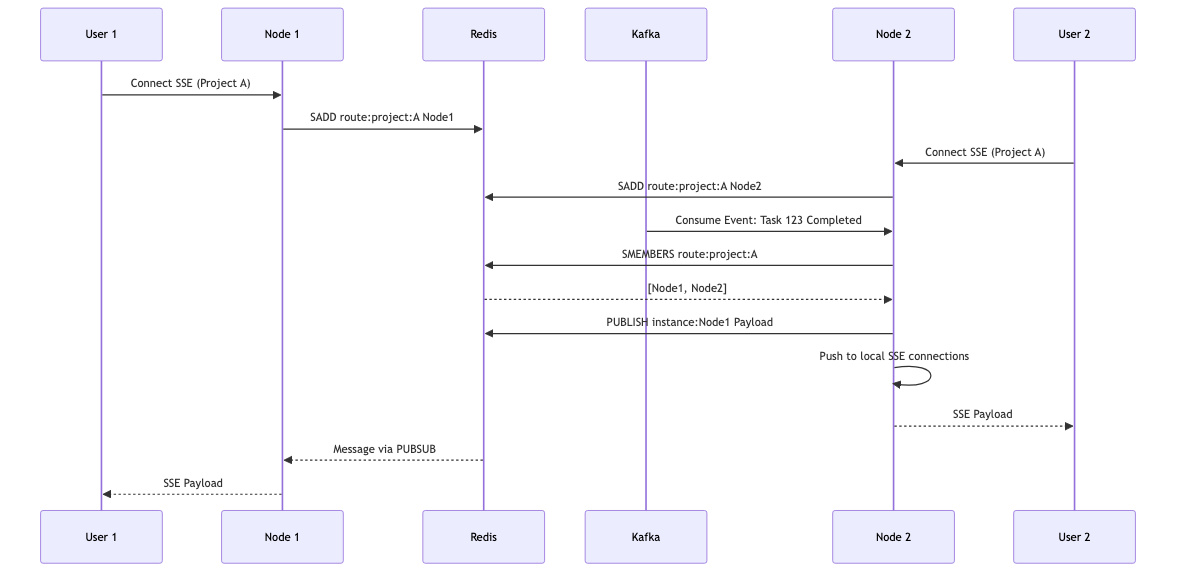 User 1
Node 1
Redis
Kafka
Node 2
User 2
Connect SSE (Project A)
SADD route:project:A Node1
Connect SSE (Project A)
SADD route:project:A Node2
Consume Event: Task 123 Completed
SMEMBERS route:project:A
[Node1, Node2]
PUBLISH instance:Node1 Payload
Push to local SSE connections
SSE Payload
Message via PUBSUB
SSE Payload
User 1
Node 1
Redis
Kafka
Node 2
User 2